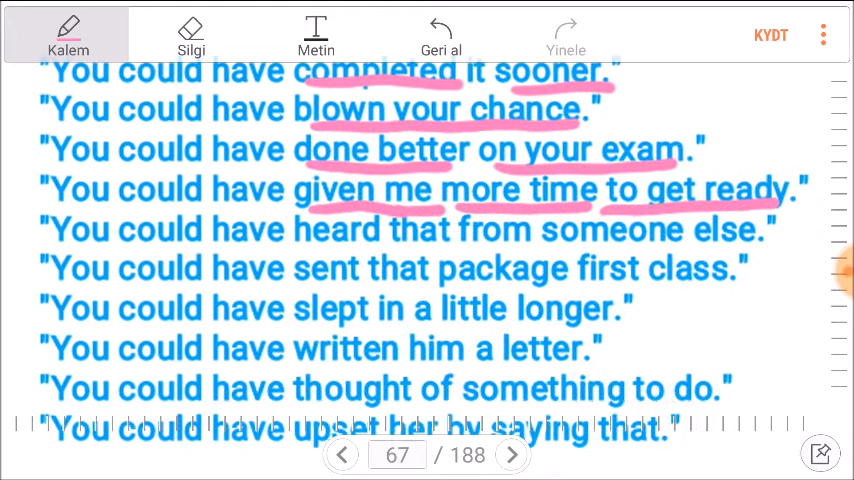 Kalem
Silgi
Metin
Geri al
Yinele
KYDT
"You could have completed it sooner."
"You could have blown your chance."
"You could have done better on your exam."
"You could have given me more time to get ready."
"You could have heard that from someone else."
"You could have sent that package first class."
"You could have slept in a little longer."
"You could have written him a letter."
"You could have thought of something to do."
"You could have upset her by saying that."
67 / 188